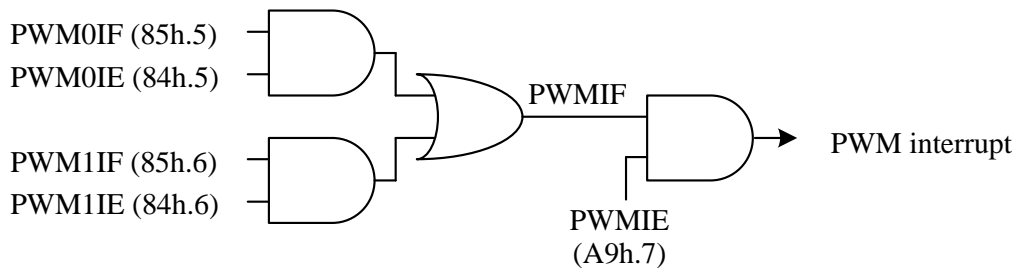 PWM0IF (85h.5)
PWM0IE (84h.5)
PWMIF
PWM interrupt
PWM1IF (85h.6)
PWM1IE (84h.6)
PWMIE
(A9h.7)